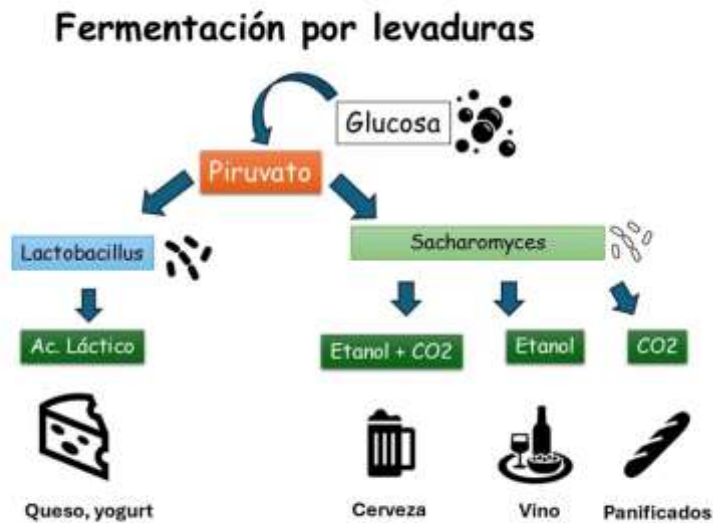 Fermentación por levaduras
Glucosa
Piruvato
Lactobacillus
Sacharomyces
Ac. Láctico
Etanol + CO2
Etanol
CO2
Queso, yogurt
Cerveza
Vino
Panificados